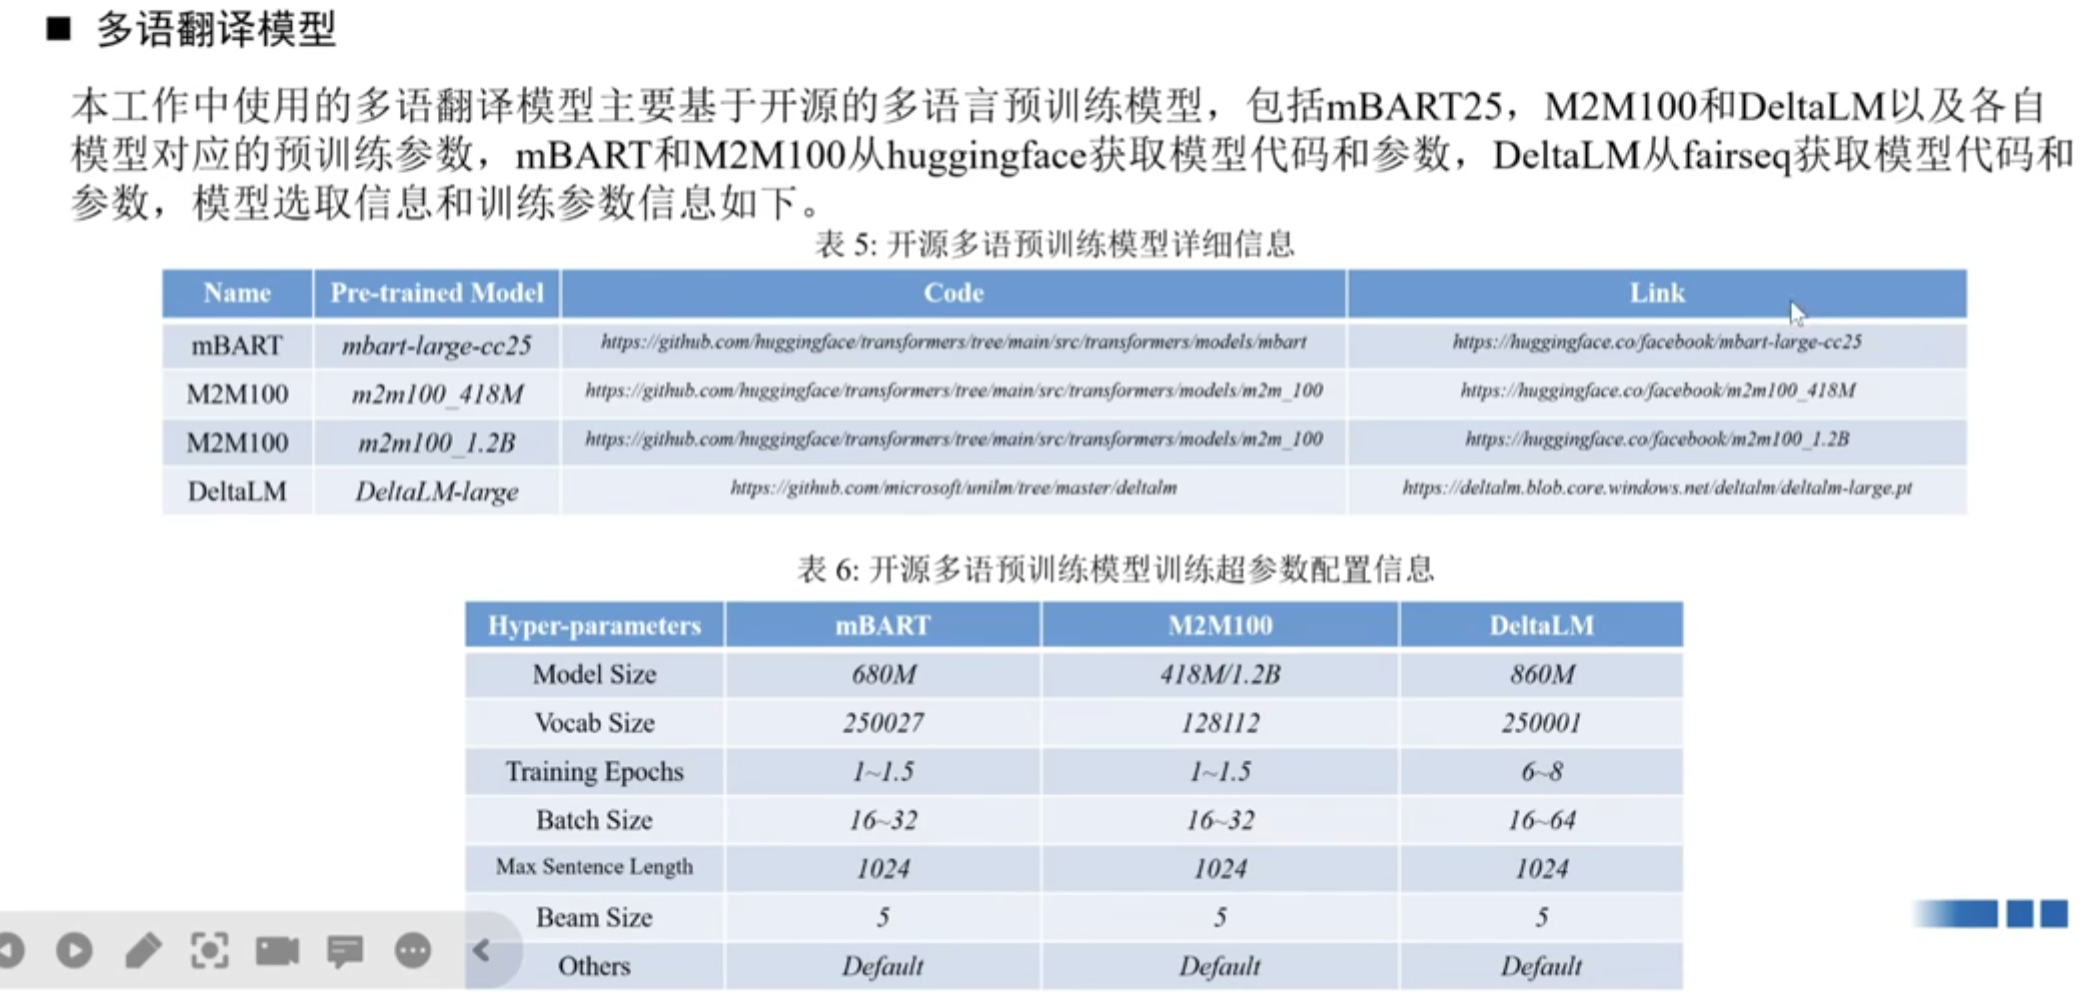 ■ 多语翻译模型
本工作中使用的多语翻译模型主要基于开源的多语言预训练模型，包括mBART25，M2M100和DeltaLM以及各自
模型对应的预训练参数，mBART和M2M100从huggingface获取模型代码和参数，DeltaLM从fairseq获取模型代码和
参数，模型选取信息和训练参数信息如下。
表 5: 开源多语预训练模型详细信息
Name Pre-trained Model Code Link
mBART mbart-large-cc25 https://github.com/huggingface/transformers/tree/main/src/transformers/models/mbart https://huggingface.co/facebook/mbart-large-cc25
M2M100 m2m100_418M https://github.com/huggingface/transformers/tree/main/src/transformers/models/m2m_100 https://huggingface.co/facebook/m2m100_418M
M2M100 m2m100_1.2B https://github.com/huggingface/transformers/tree/main/src/transformers/models/m2m_100 https://huggingface.co/facebook/m2m100_1.2B
DeltaLM DeltaLM-large https://github.com/microsoft/unilm/tree/master/deltalm https://deltalm.blob.core.windows.net/deltalm/deltalm-large.pt
表 6: 开源多语预训练模型训练超参数配置信息
Hyper-parameters mBART M2M100 DeltaLM
Model Size 680M 418M/1.2B 860M
Vocab Size 250027 128112 250001
Training Epochs 1~1.5 1~1.5 6~8
Batch Size 16~32 16~32 16~64
Max Sentence Length 1024 1024 1024
Beam Size 5 5 5
Others Default Default Default